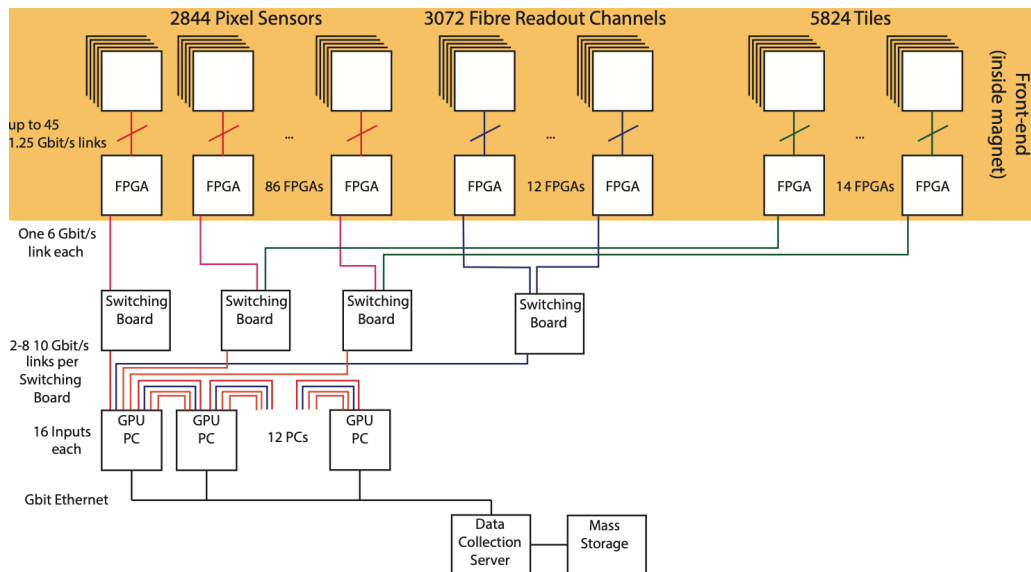 2844 Pixel Sensors
3072 Fibre Readout Channels
5824 Tiles
Front-end
(inside magnet)
up to 45
1.25 Gbit/s links
...
...
...
FPGA
FPGA
86 FPGAs
FPGA
FPGA
12 FPGAs
FPGA
FPGA
14 FPGAs
FPGA
One 6 Gbit/s
link each
Switching
Board
Switching
Board
Switching
Board
Switching
Board
2-8 10 Gbit/s
links per
Switching
Board
16 Inputs
each
GPU
PC
GPU
PC
12 PCs
GPU
PC
Gbit Ethernet
Data
Collection
Server
Mass
Storage